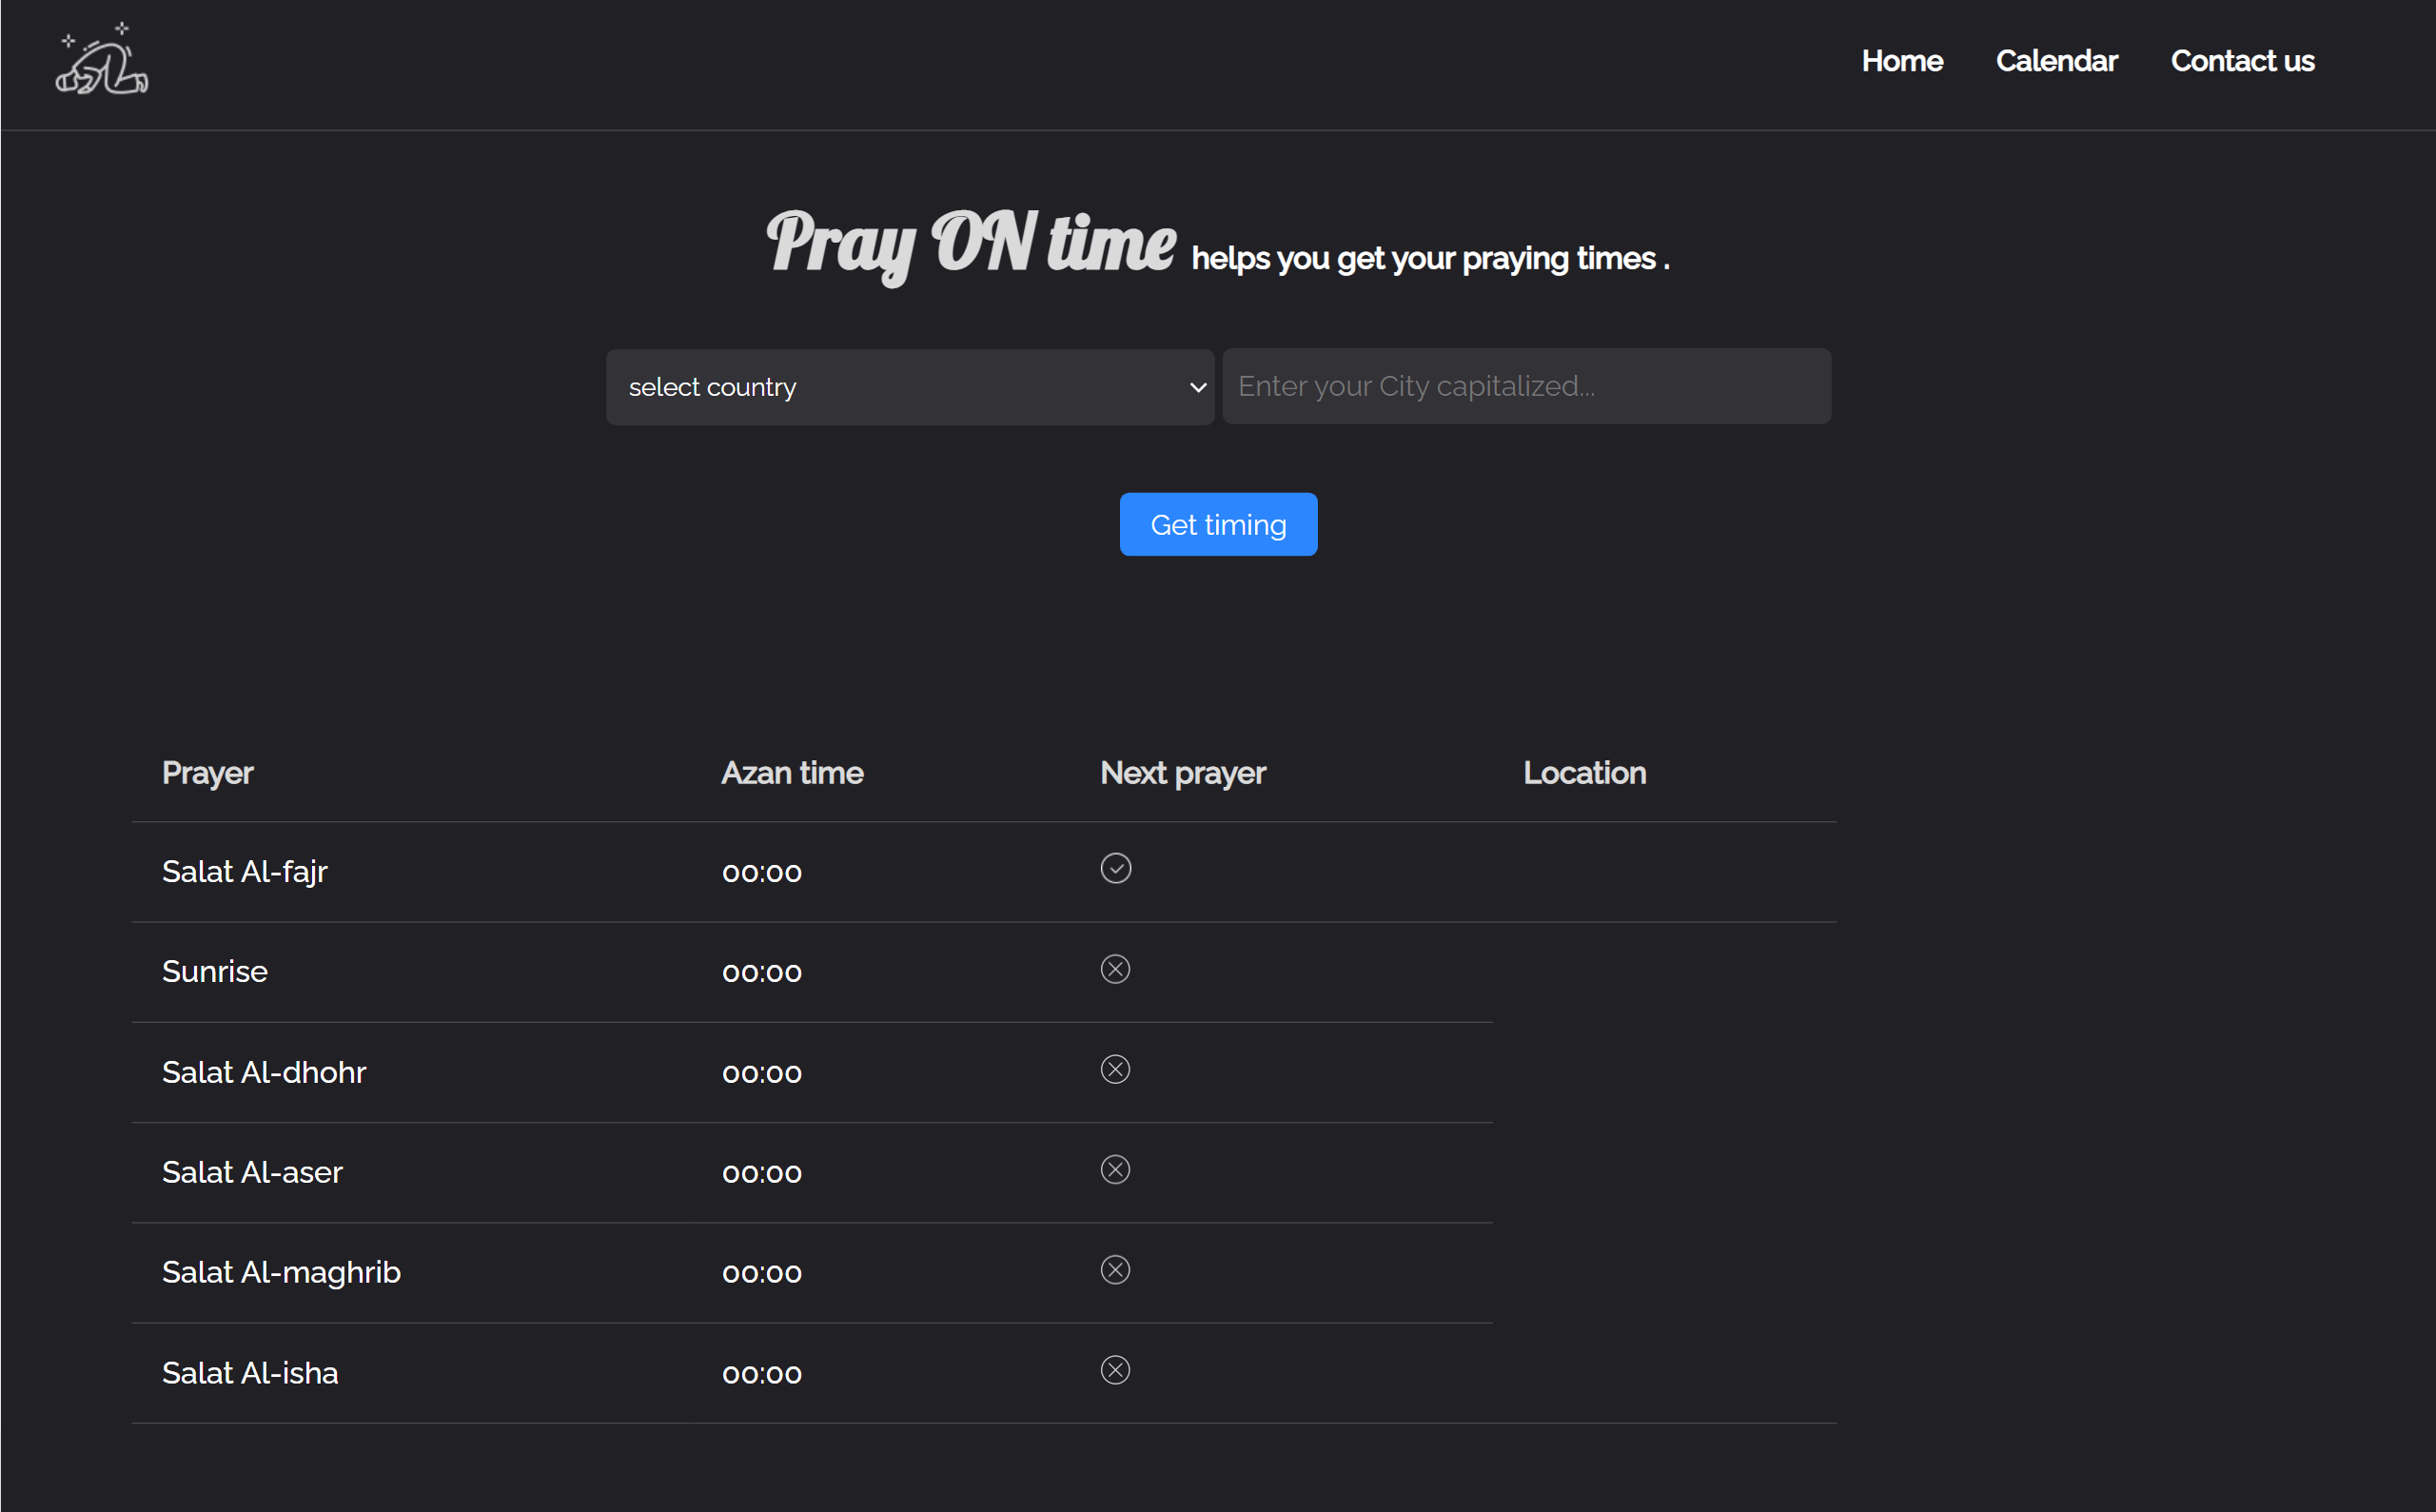 Home Calendar Contact us
Pray ON time helps you get your praying times .
select country Enter your City capitalized...
Get timing
Prayer Azan time Next prayer Location
Salat Al-fajr 00:00
Sunrise 00:00
Salat Al-dhohr 00:00
Salat Al-aser 00:00
Salat Al-maghrib 00:00
Salat Al-isha 00:00